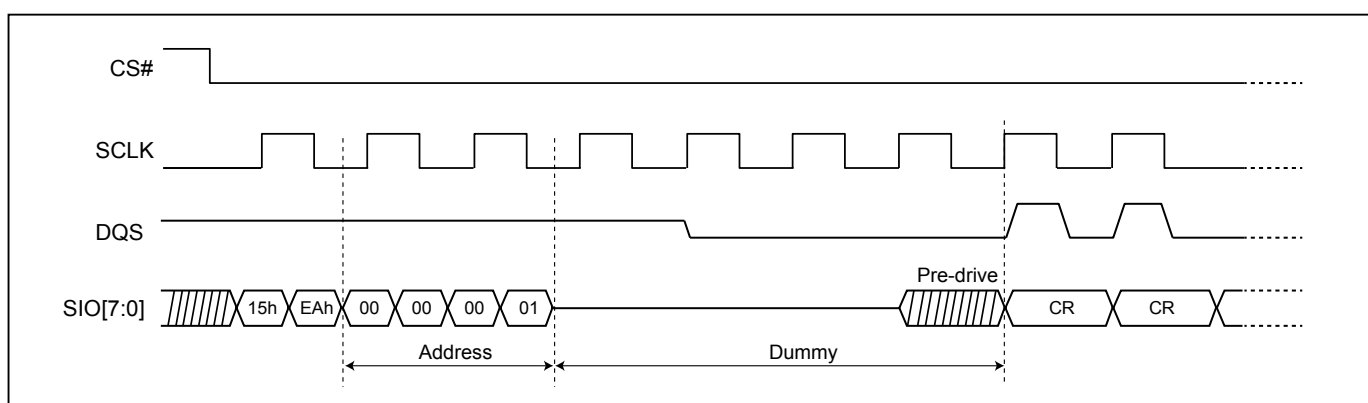 CS#
SCLK
DQS
Pre-drive
SIO[7:0] 15h EAh 00 00 00 01 CR CR
Address Dummy